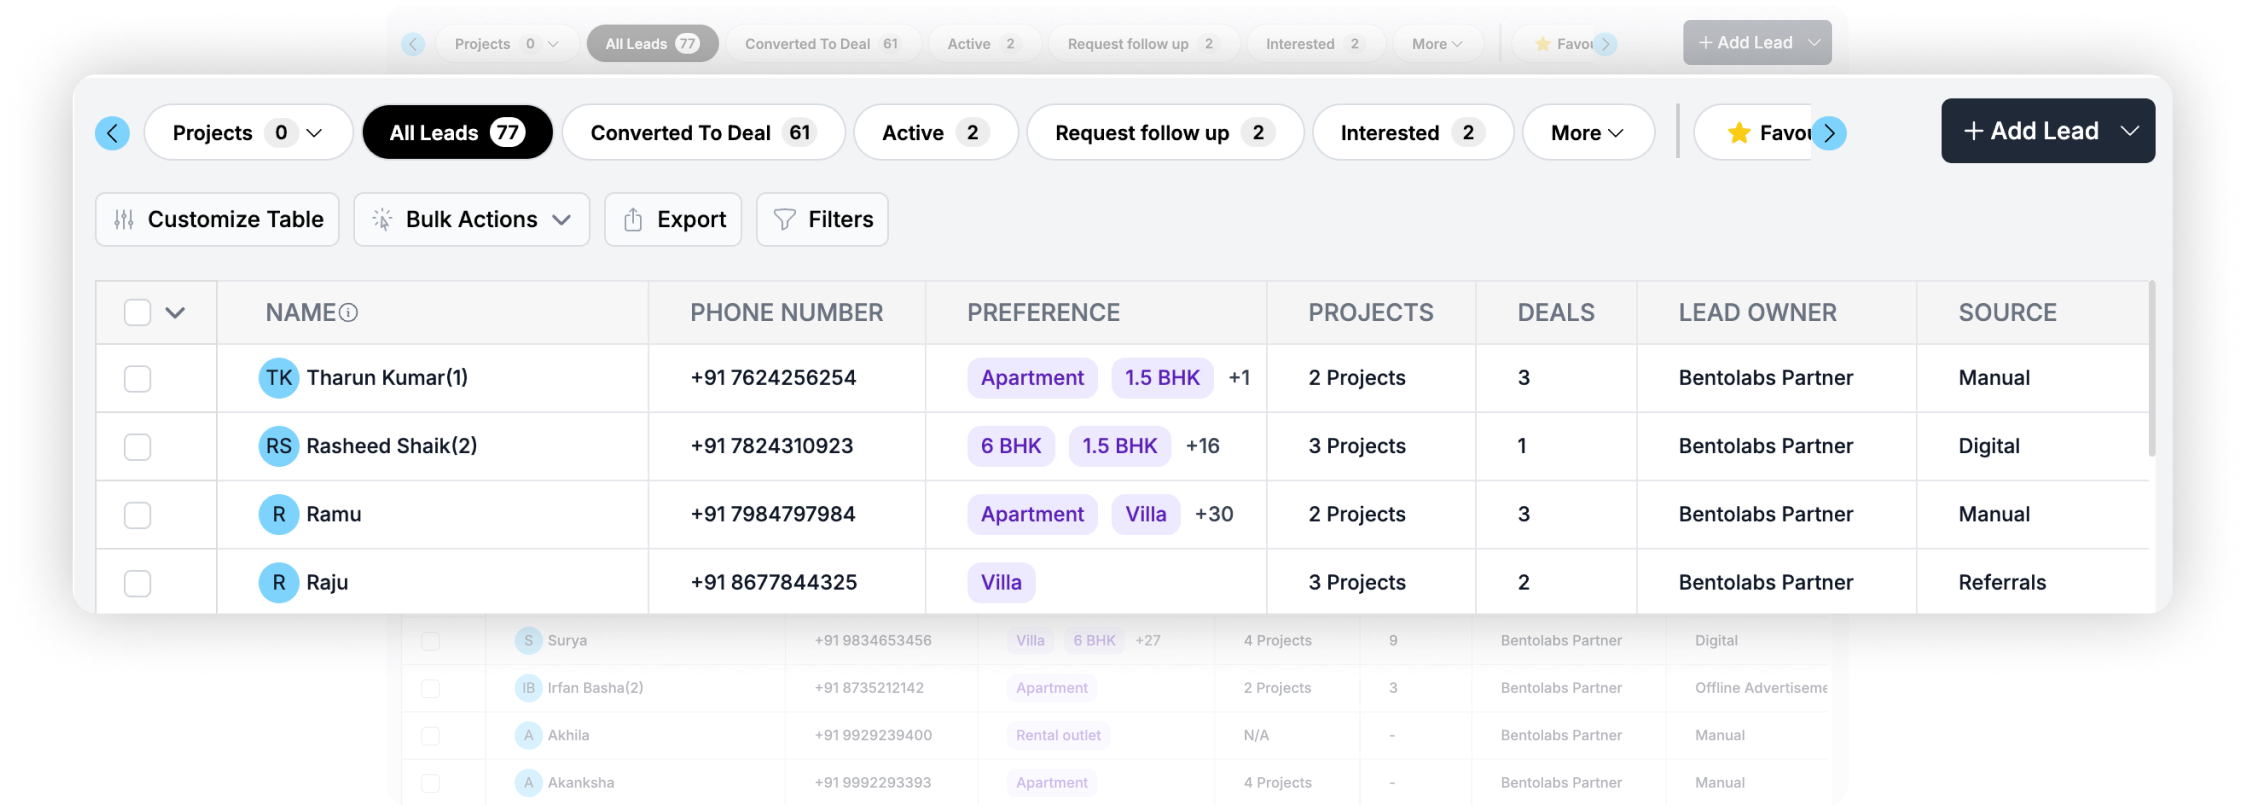 Projects 0 All Leads 77 Converted To Deal 61 Active 2 Request follow up 2 Interested 2 More Favou + Add Lead
Projects 0 All Leads 77 Converted To Deal 61 Active 2 Request follow up 2 Interested 2 More Favou + Add Lead
Customize Table Bulk Actions Export Filters
NAME PHONE NUMBER PREFERENCE PROJECTS DEALS LEAD OWNER SOURCE
TK Tharun Kumar(1) +91 7624256254 Apartment 1.5 BHK +1 2 Projects 3 Bentolabs Partner Manual
RS Rasheed Shaik(2) +91 7824310923 6 BHK 1.5 BHK +16 3 Projects 1 Bentolabs Partner Digital
R Ramu +91 7984797984 Apartment Villa +30 2 Projects 3 Bentolabs Partner Manual
R Raju +91 8677844325 Villa 3 Projects 2 Bentolabs Partner Referrals
S Surya +91 9834653456 Villa 6 BHK +27 4 Projects 9 Bentolabs Partner Digital
IB Irfan Basha(2) +91 8735212142 Apartment 2 Projects 3 Bentolabs Partner Offline Advertiseme
A Akhila +91 9929239400 Rental outlet N/A - Bentolabs Partner Manual
A Akanksha +91 9992293393 Apartment 4 Projects - Bentolabs Partner Manual